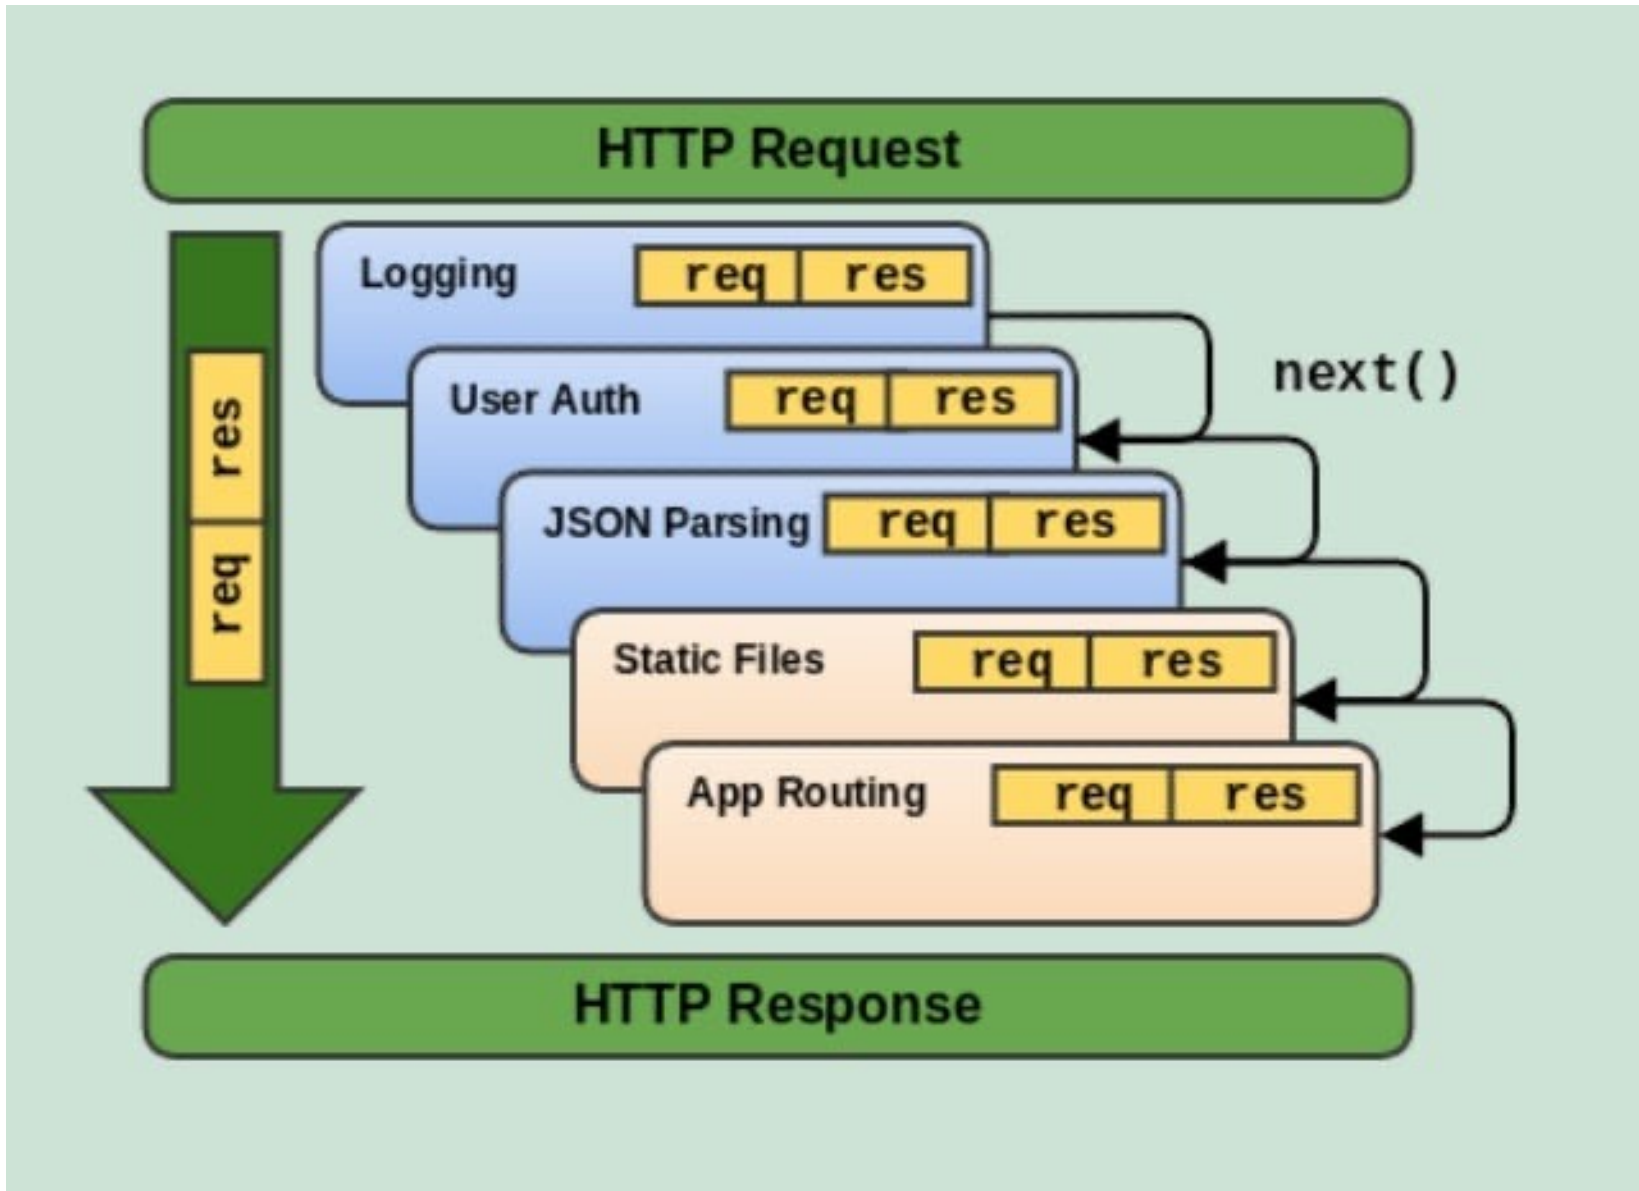 HTTP Request
Logging req res
next()
User Auth req res
res
JSON Parsing req res
req
Static Files req res
App Routing req res
HTTP Response